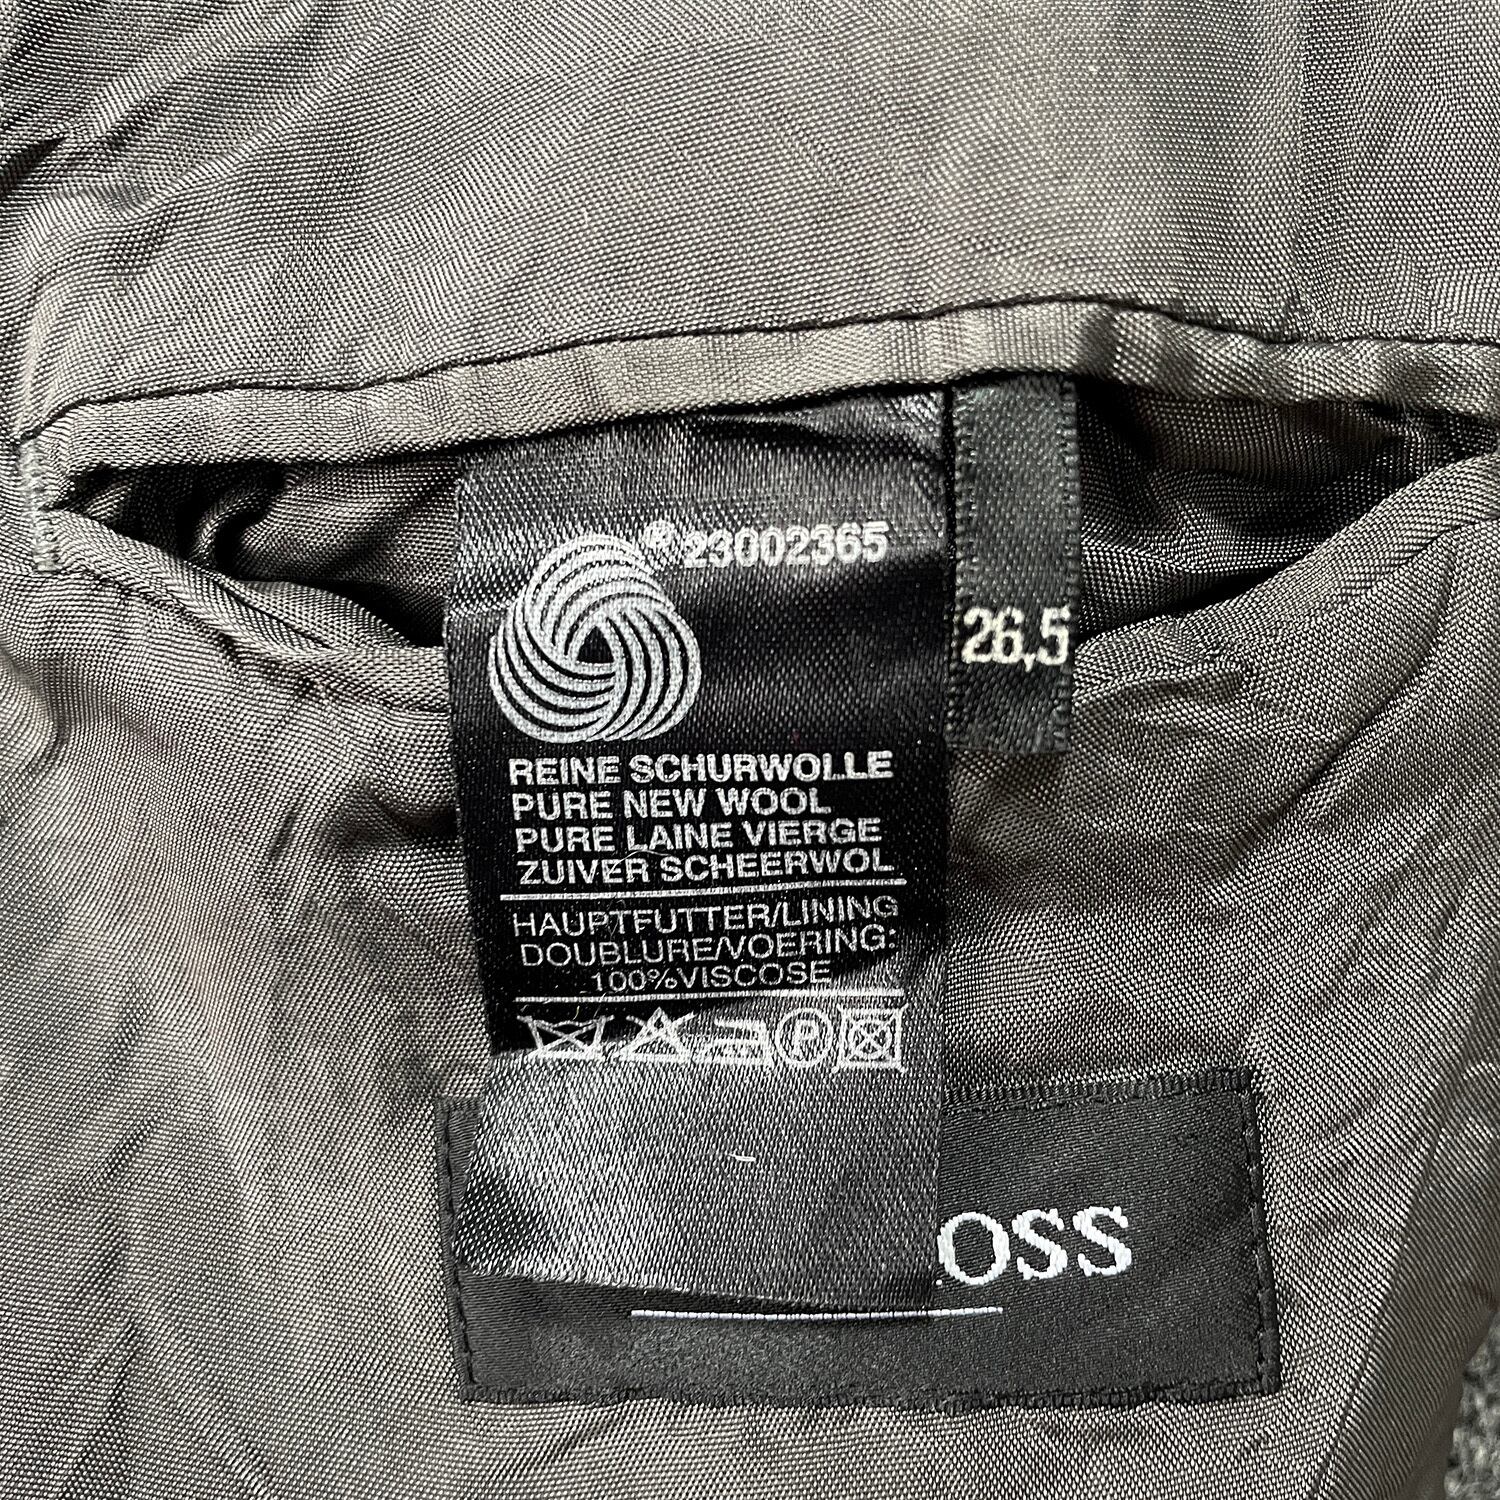 ® 23002365
26,5
REINE SCHURWOLLE
PURE NEW WOOL
PURE LAINE VIERGE
ZUIVER SCHEERWOL
HAUPTFUTTER/LINING
DOUBLURE/VOERING:
100%VISCOSE
P
OSS